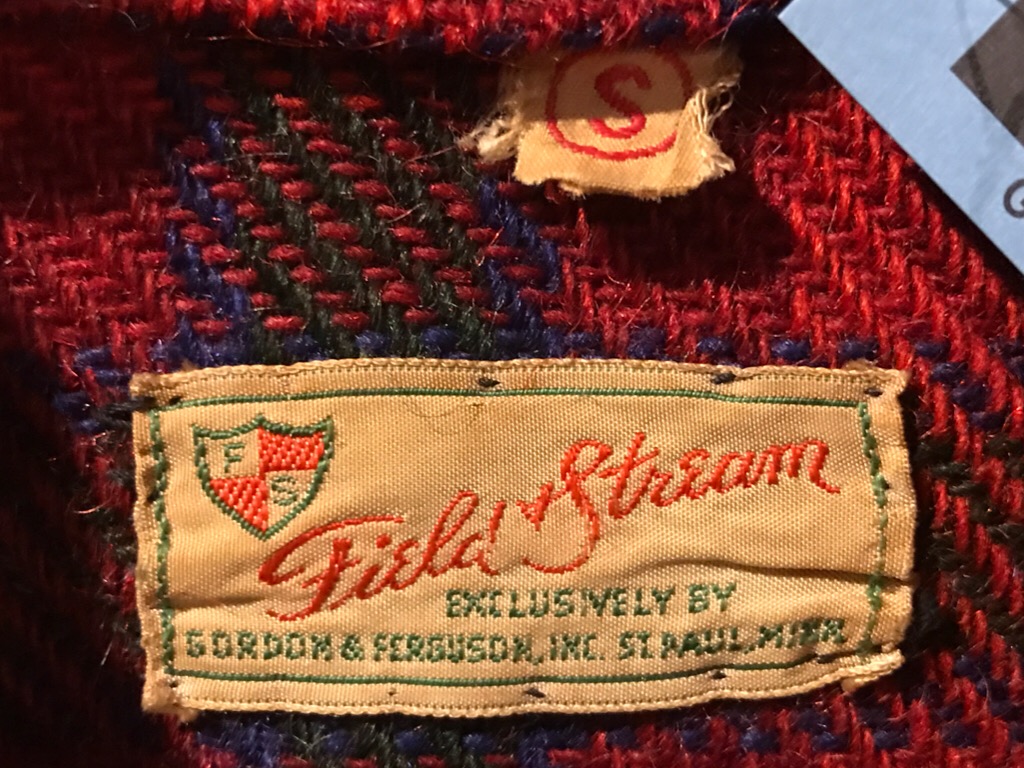 S
F
S
Field & Stream
EXCLUSIVELY BY
GORDON & FERGUSON, INC. ST. PAUL, MINN.